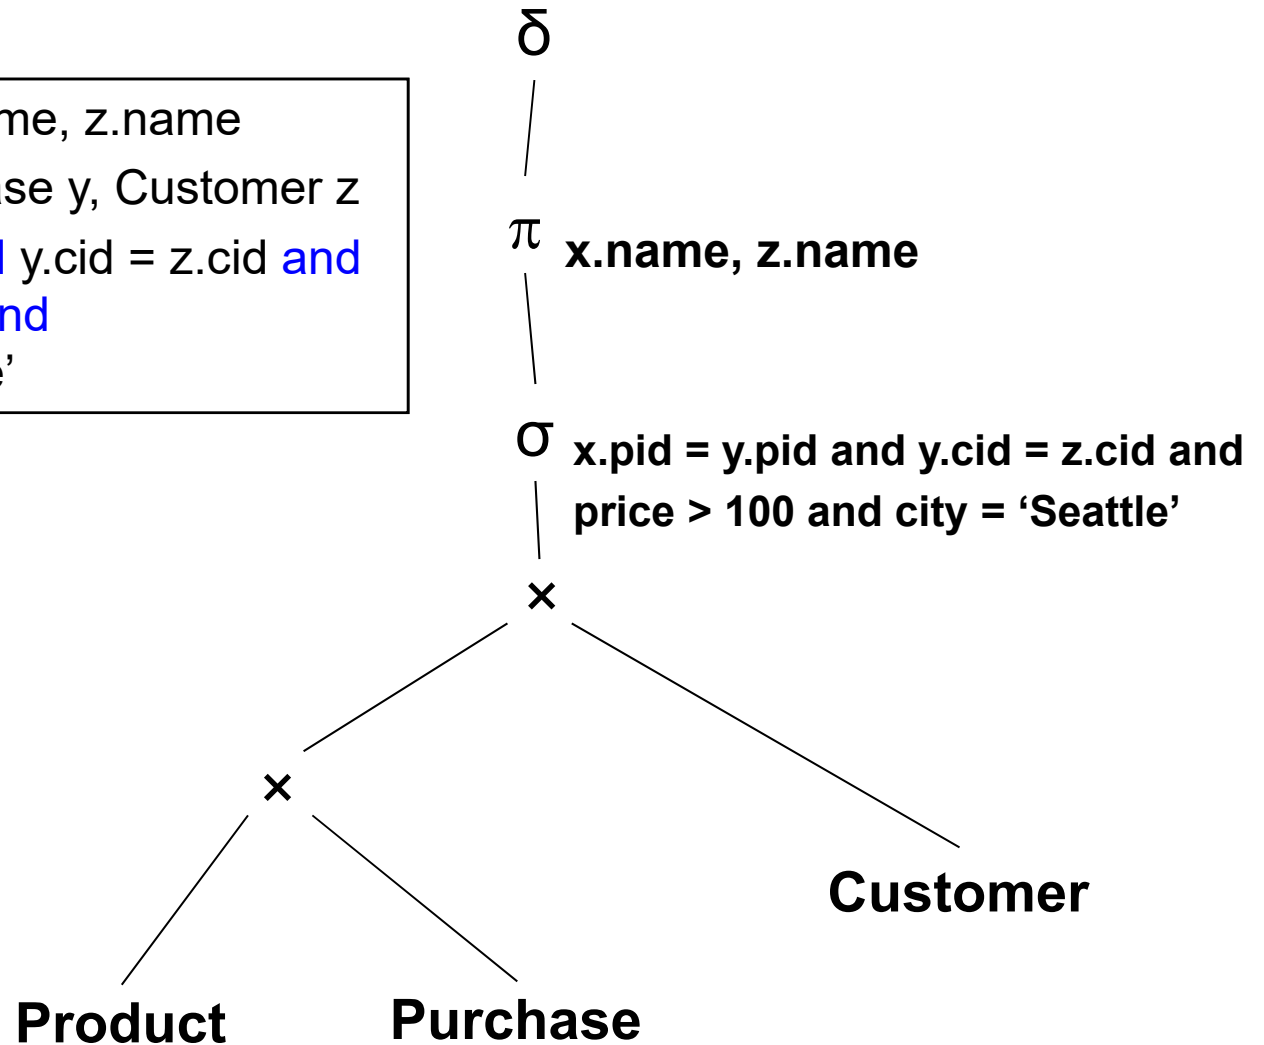 δ
me, z.name
se y, Customer z
y.cid = z.cid and
nd
e’
π x.name, z.name
σ x.pid = y.pid and y.cid = z.cid and
price > 100 and city = ‘Seattle’
×
×
Customer
Product
Purchase